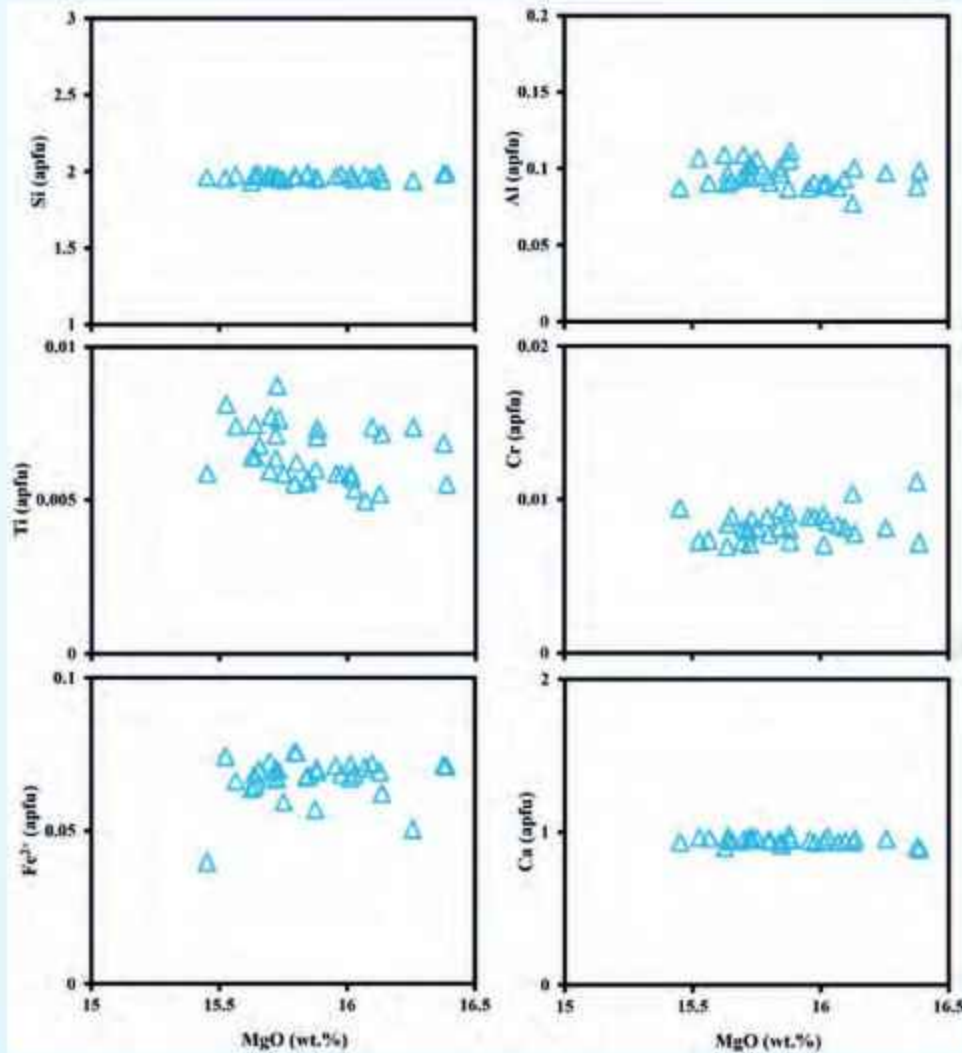 3
2.5
2
1.5
1
Si (apfu)
0.2
0.15
0.1
0.05
0
Al (apfu)
0.01
0.005
0
Ti (apfu)
0.02
0.01
0
Cr (apfu)
0.1
0.05
0
Fe²⁺ (apfu)
15 15.5 16 16.5
MgO (wt.%)
2
1
0
Ca (apfu)
15 15.5 16 16.5
MgO (wt.%)